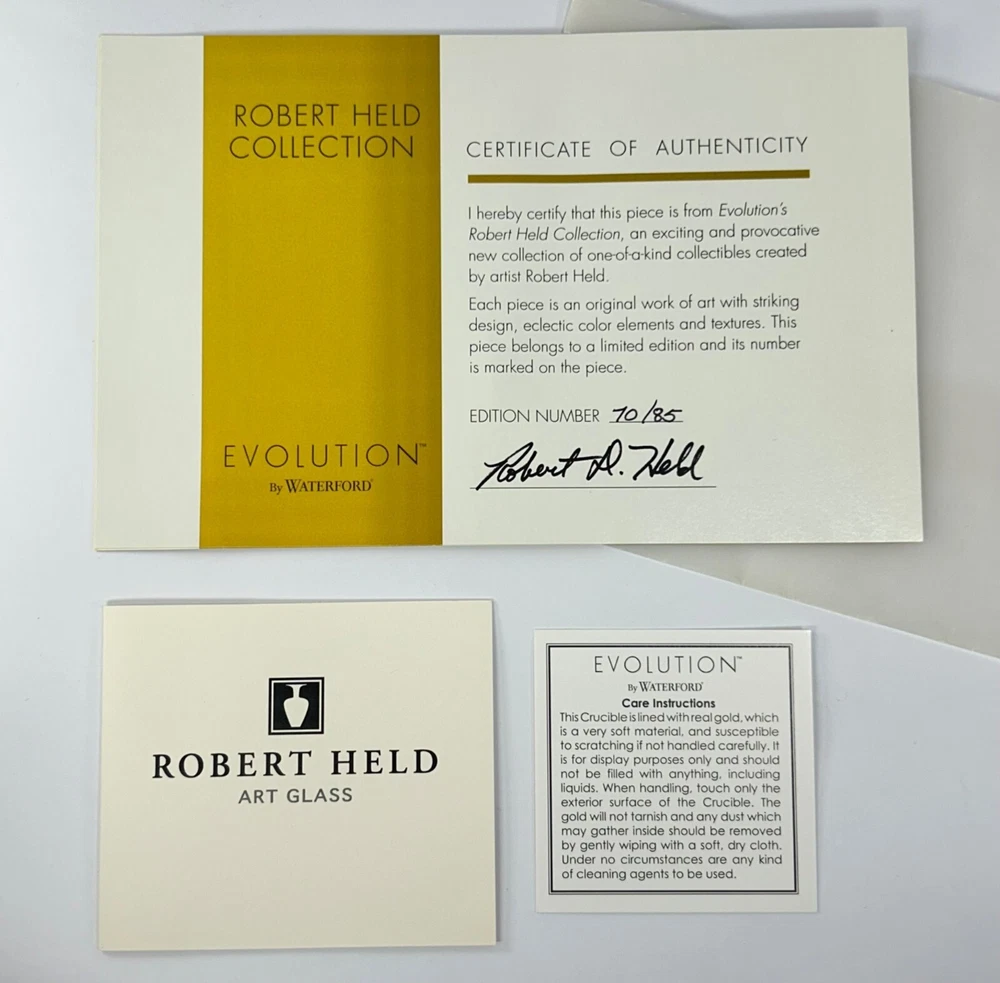 ROBERT HELD
COLLECTION
EVOLUTION™
By WATERFORD®
CERTIFICATE OF AUTHENTICITY
I hereby certify that this piece is from Evolution's
Robert Held Collection, an exciting and provocative
new collection of one-of-a-kind collectibles created
by artist Robert Held.
Each piece is an original work of art with striking
design, eclectic color elements and textures. This
piece belongs to a limited edition and its number
is marked on the piece.
EDITION NUMBER 70/85
Robert D. Held
ROBERT HELD
ART GLASS
EVOLUTION™
By WATERFORD®
Care Instructions
This Crucible is lined with real gold, which
is a very soft material, and susceptible
to scratching if not handled carefully. It
is for display purposes only and should
not be filled with anything, including
liquids. When handling, touch only the
exterior surface of the Crucible. The
gold will not tarnish and any dust which
may gather inside should be removed
by gently wiping with a soft, dry cloth.
Under no circumstances are any kind
of cleaning agents to be used.